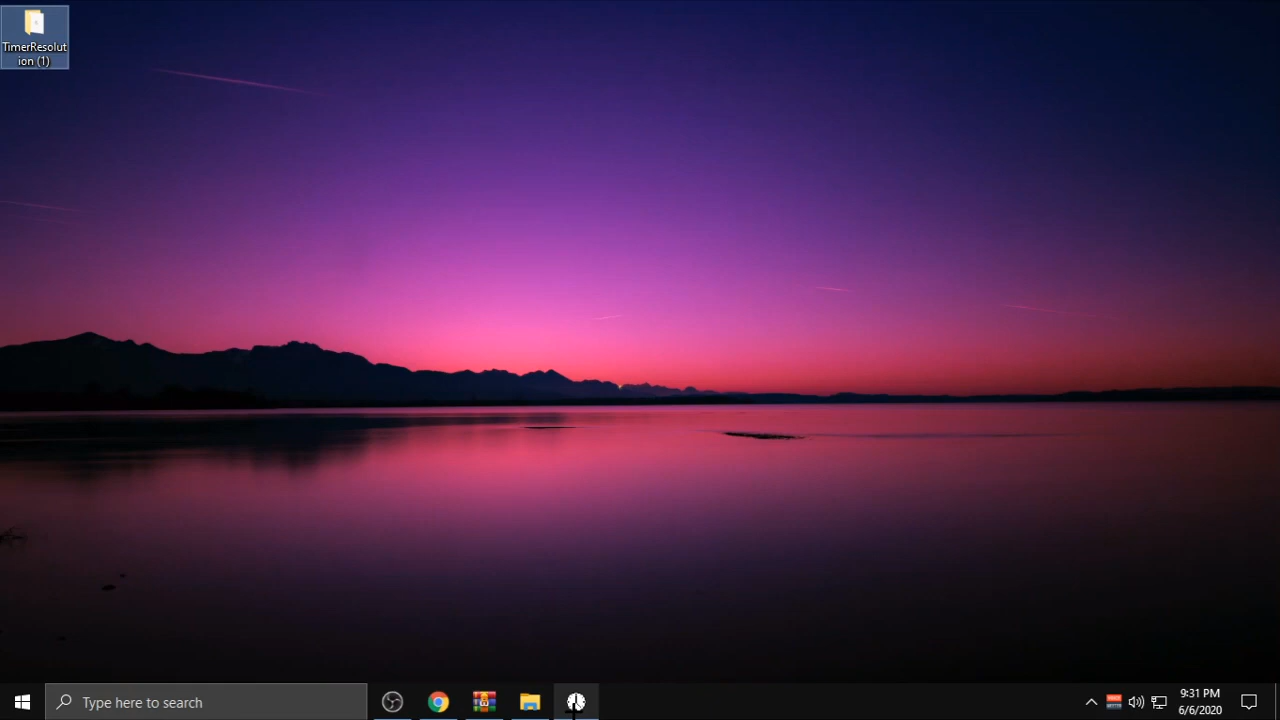 TimerResolut
ion (1)
Type here to search
9:31 PM
6/6/2020